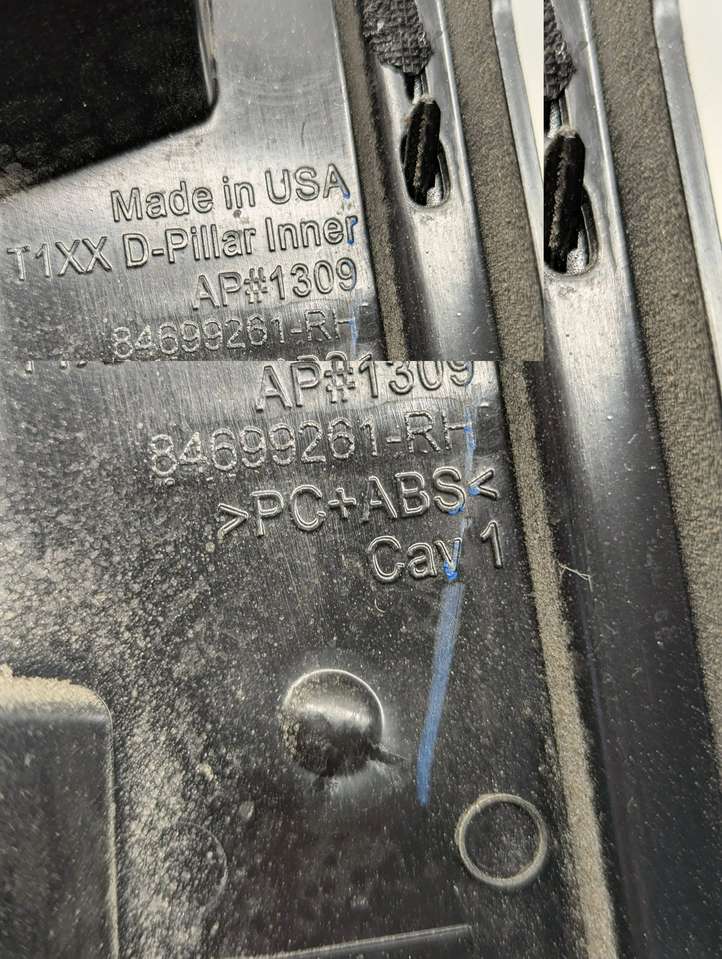 Made in USA
T1XX D-Pillar Inner
AP#1309
84699261-RH
AP#1309
84699261-RH
>PC+ABS<
Cav 1